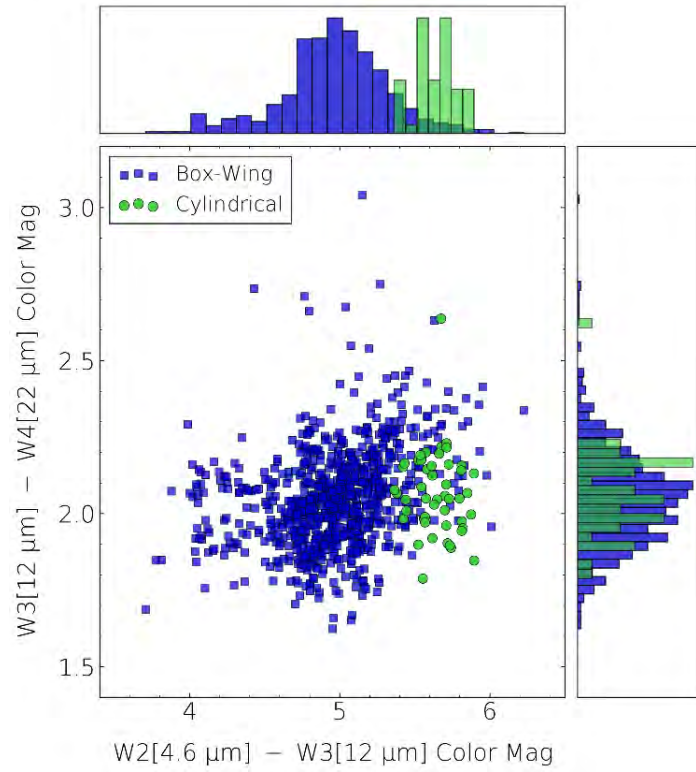 Box-Wing
Cylindrical
3.0
2.5
2.0
1.5
W3[12 μm] − W4[22 μm] Color Mag
4
5
6
W2[4.6 μm] − W3[12 μm] Color Mag